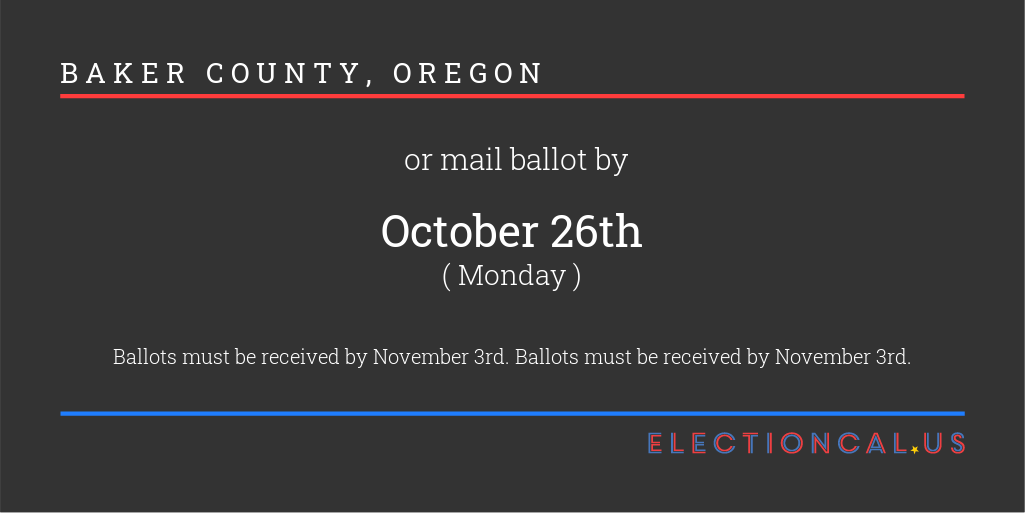 BAKER COUNTY, OREGON
or mail ballot by
October 26th
( Monday )
Ballots must be received by November 3rd. Ballots must be received by November 3rd.
ELECTIONCAL.US